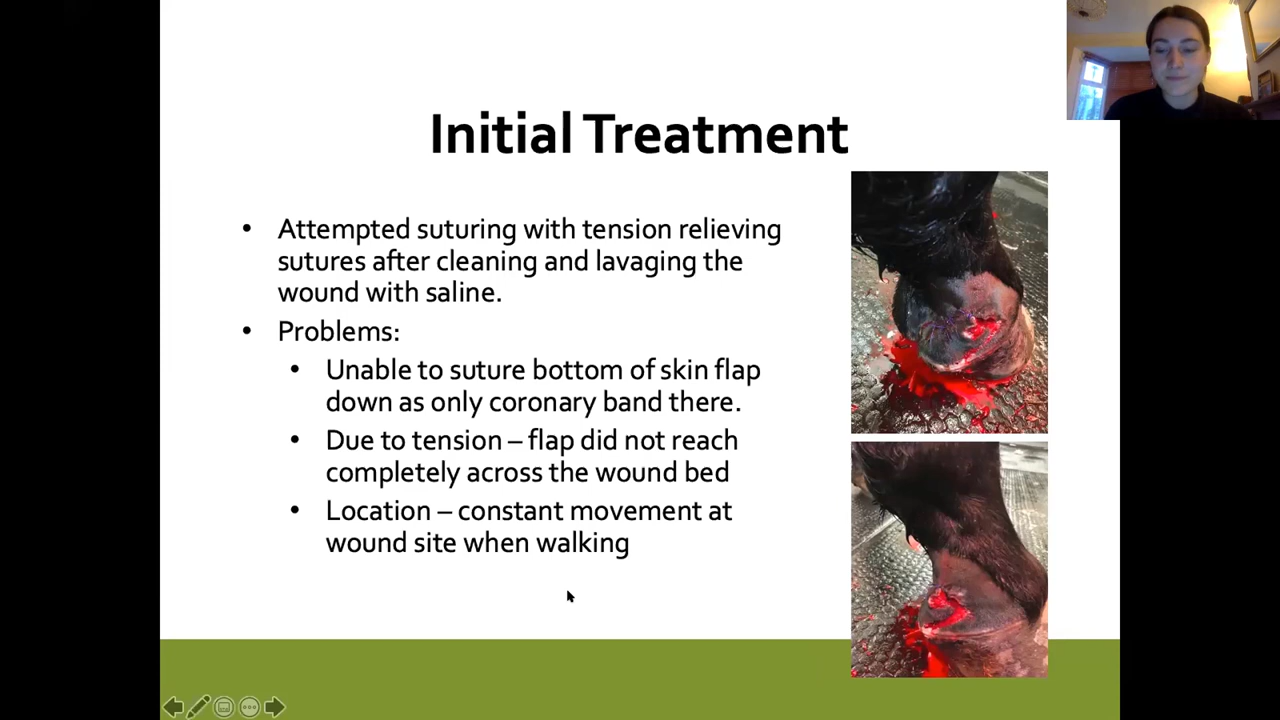 Initial Treatment
• Attempted suturing with tension relieving
sutures after cleaning and lavaging the
wound with saline.
• Problems:
• Unable to suture bottom of skin flap
down as only coronary band there.
• Due to tension – flap did not reach
completely across the wound bed
• Location – constant movement at
wound site when walking